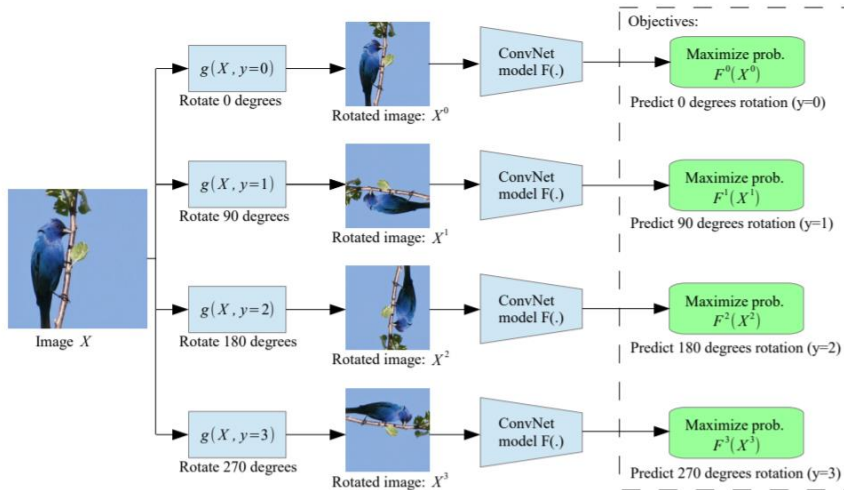 Objectives:
g(X, y=0)
Rotate 0 degrees
Rotated image: X⁰
ConvNet
model F(.)
Maximize prob.
F⁰(X⁰)
Predict 0 degrees rotation (y=0)
g(X, y=1)
Rotate 90 degrees
Rotated image: X¹
ConvNet
model F(.)
Maximize prob.
F¹(X¹)
Predict 90 degrees rotation (y=1)
Image X
g(X, y=2)
Rotate 180 degrees
Rotated image: X²
ConvNet
model F(.)
Maximize prob.
F²(X²)
Predict 180 degrees rotation (y=2)
g(X, y=3)
Rotate 270 degrees
Rotated image: X³
ConvNet
model F(.)
Maximize prob.
F³(X³)
Predict 270 degrees rotation (y=3)